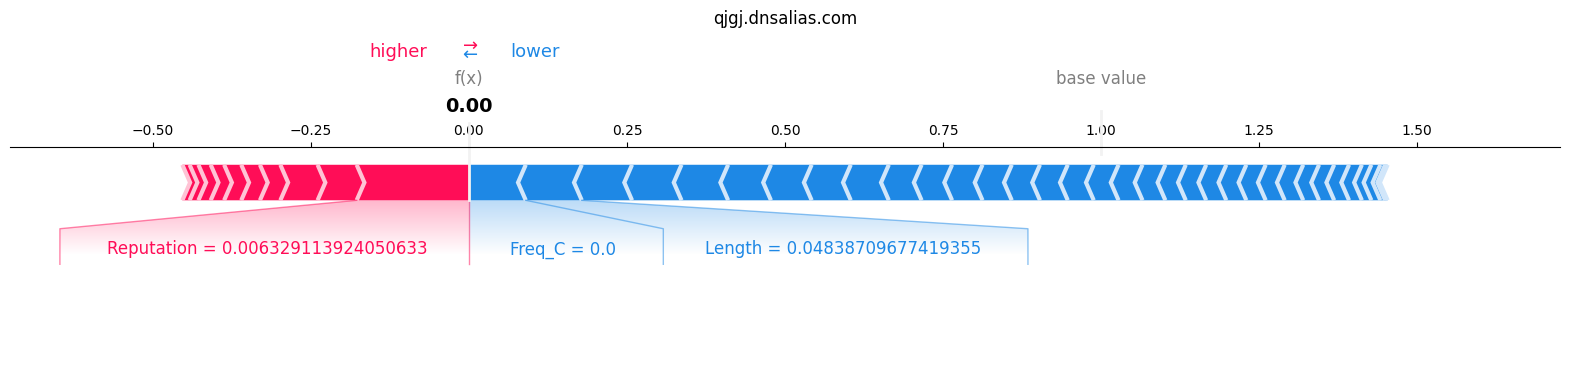 qjgj.dnsalias.com
higher ⇄ lower
f(x) base value
0.00
−0.50 −0.25 0.00 0.25 0.50 0.75 1.00 1.25 1.50
Reputation = 0.006329113924050633 Freq_C = 0.0 Length = 0.04838709677419355